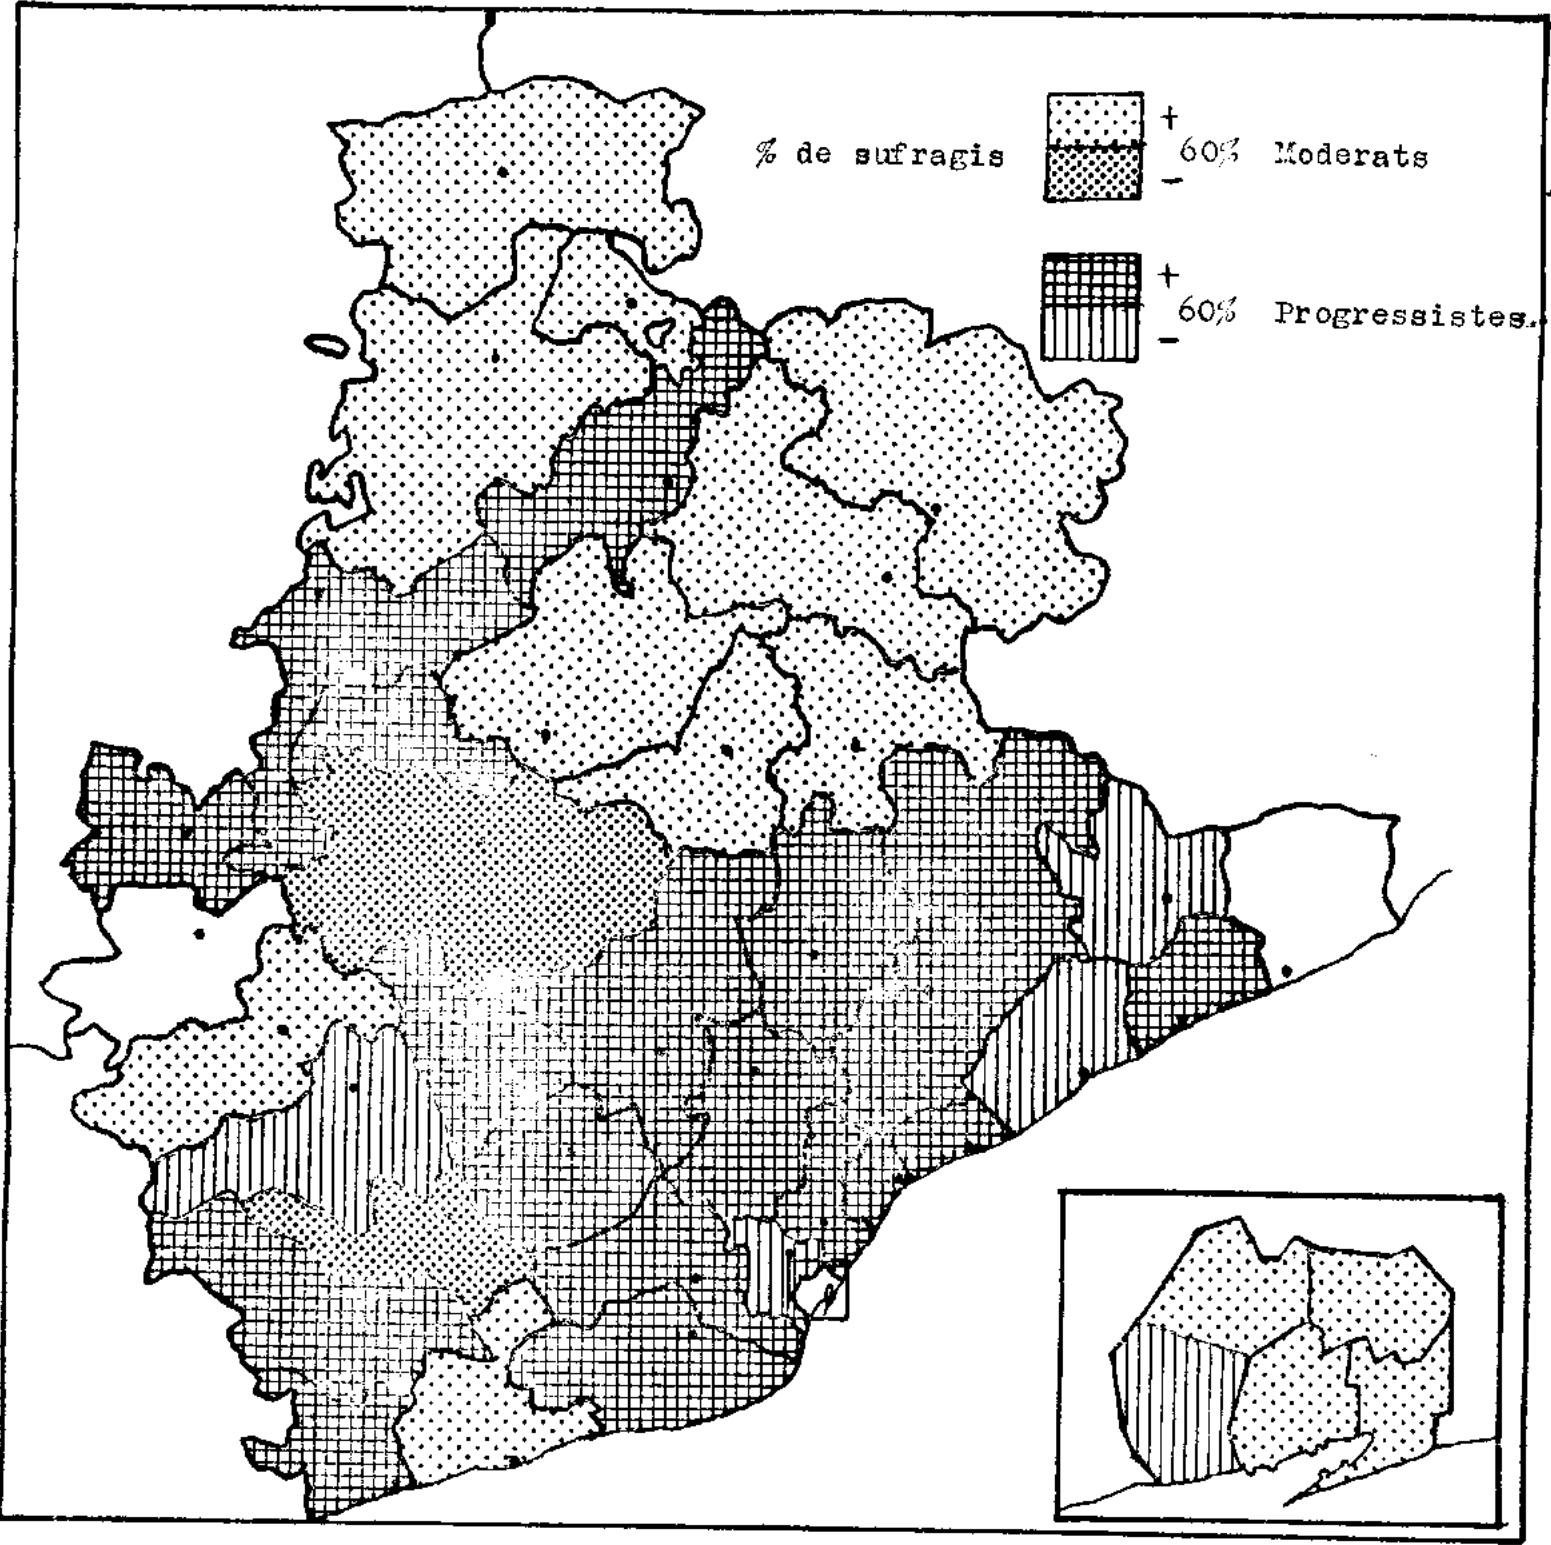 % de sufragis
+
60% Moderats
-
+
60% Progressistes.
-